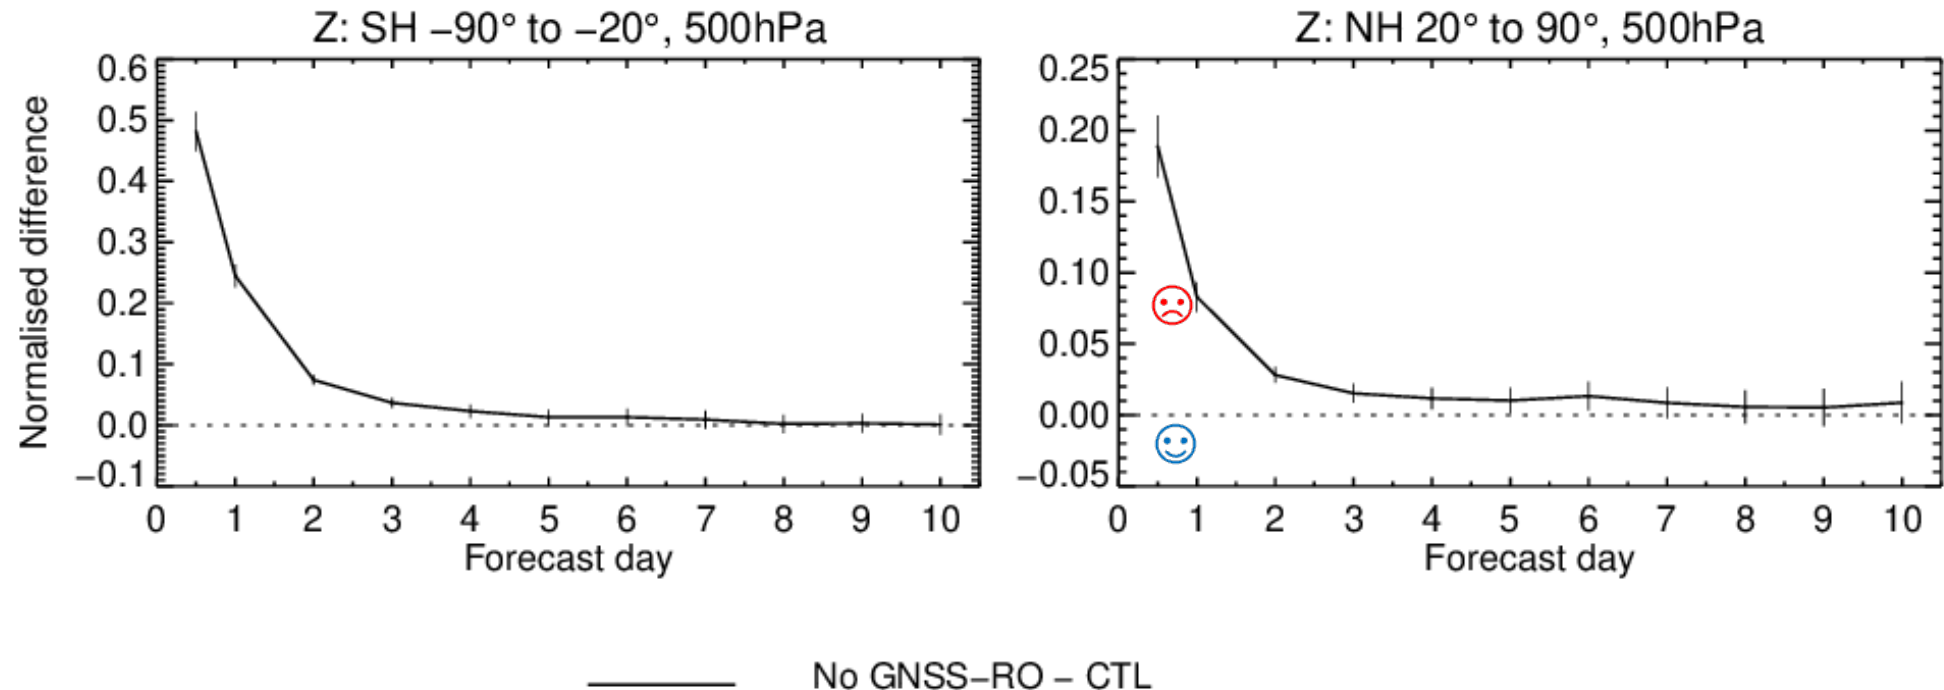 Z: SH −90° to −20°, 500hPa
Normalised difference
0.6
0.5
0.4
0.3
0.2
0.1
0.0
−0.1
0 1 2 3 4 5 6 7 8 9 10
Forecast day
Z: NH 20° to 90°, 500hPa
0.25
0.20
0.15
0.10
0.05
0.00
−0.05
0 1 2 3 4 5 6 7 8 9 10
Forecast day
No GNSS−RO − CTL